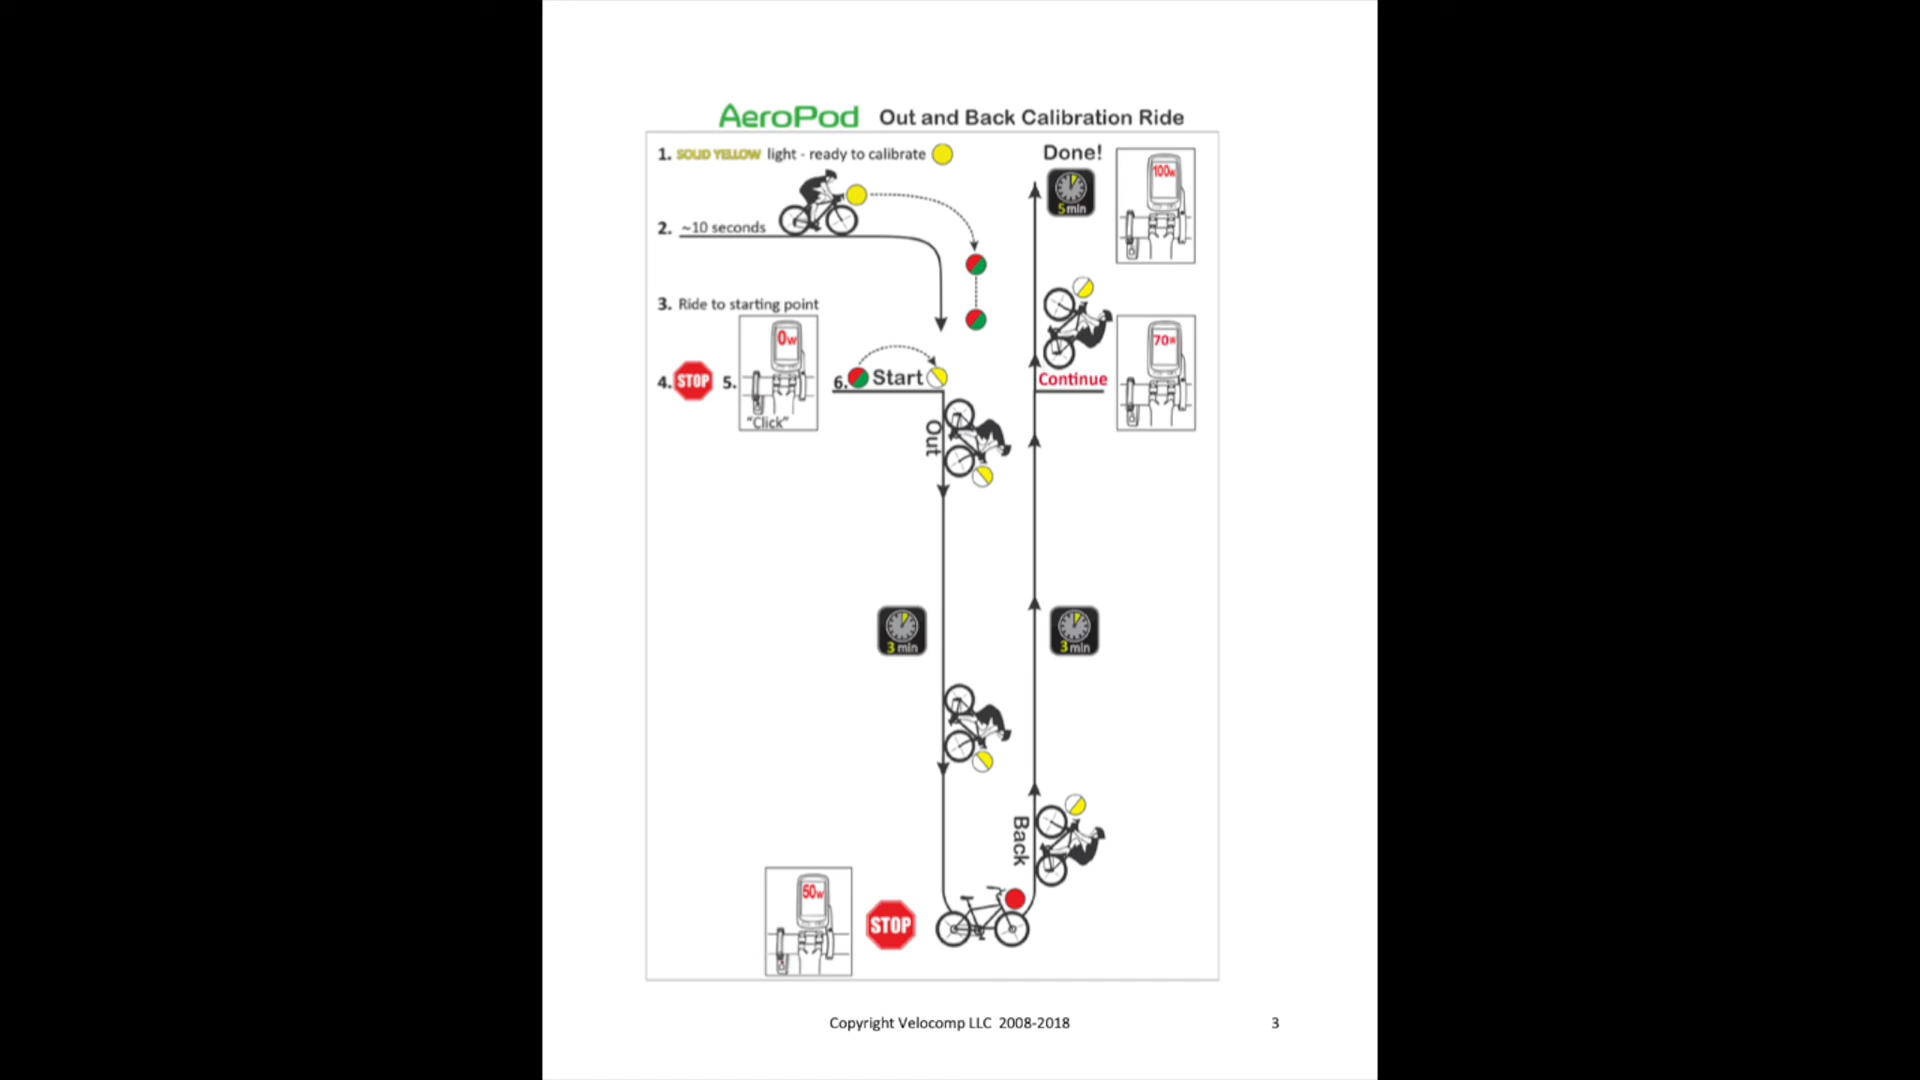 AeroPod Out and Back Calibration Ride
1. SOLID YELLOW light - ready to calibrate
2. ~10 seconds
3. Ride to starting point
4. STOP 5. 0w
"Click"
6. Start
Out
3 min
50w
STOP
Back
3 min
Continue
70w
Done!
5 min
100w
Copyright Velocomp LLC 2008-2018
3